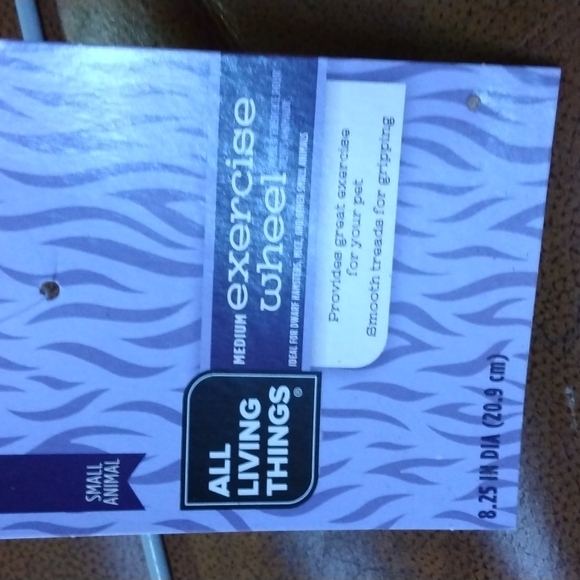 SMALL
ANIMAL
ALL
LIVING
THINGS®
MEDIUM exercise
wheel
IDEAL FOR DWARF HAMSTERS, MICE, AND OTHER SMALL ANIMALS
Provides great exercise
for your pet
Smooth treads for gripping
8.25 IN DIA (20.9 cm)